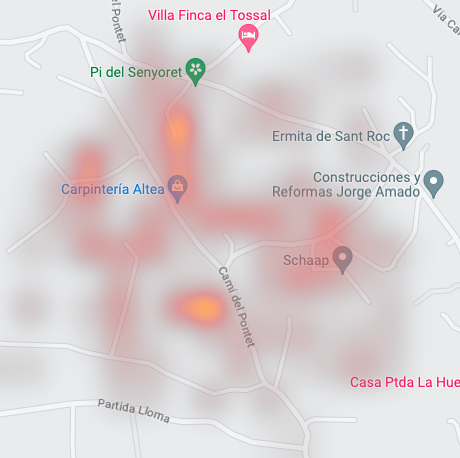 del Pontet
Villa Finca el Tossal
Via Ca
Pi del Senyoret
Ermita de Sant Roc
Construcciones y
Reformas Jorge Amado
Carpintería Altea
Schaap
Camí del Pontet
Casa Ptda La Hue
Partida Lloma